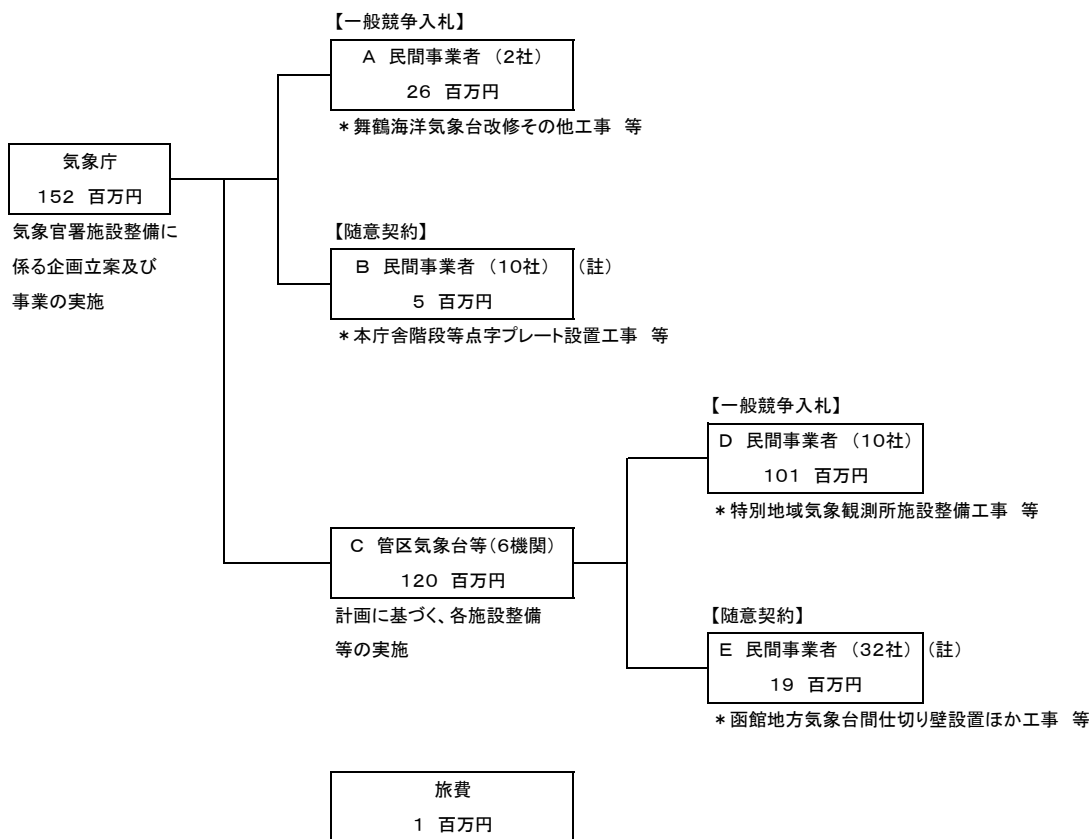 【一般競争入札】
A 民間事業者 (2社)
26 百万円
＊舞鶴海洋気象台改修その他工事 等
気象庁
152 百万円
気象官署施設整備に
係る企画立案及び
事業の実施
【随意契約】
B 民間事業者 (10社) (註)
5 百万円
＊本庁舎階段等点字プレート設置工事 等
【一般競争入札】
D 民間事業者 (10社)
101 百万円
＊特別地域気象観測所施設整備工事 等
C 管区気象台等(6機関)
120 百万円
計画に基づく、各施設整備
等の実施
【随意契約】
E 民間事業者 (32社) (註)
19 百万円
＊函館地方気象台間仕切り壁設置ほか工事 等
旅費
1 百万円